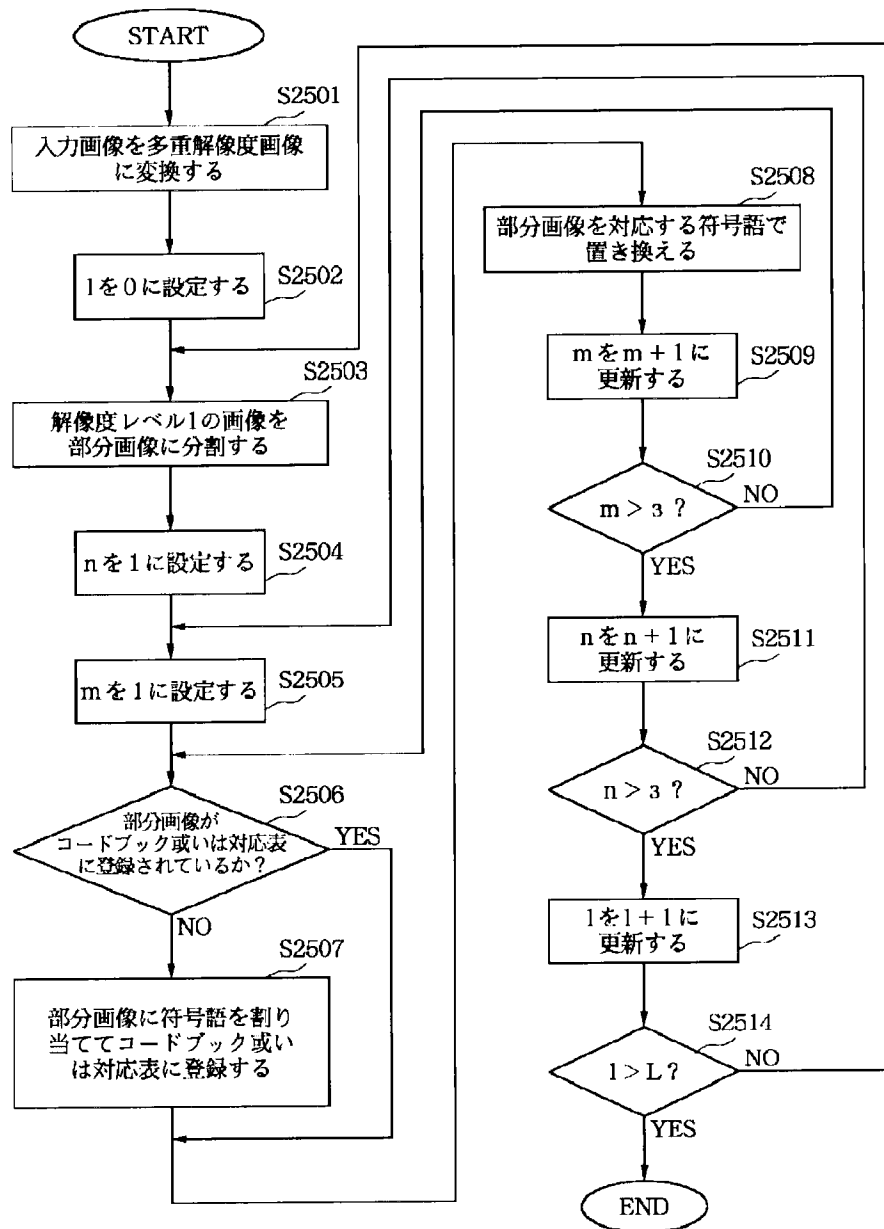 START
S2501
入力画像を多重解像度画像
に変換する
S2502
lを0に設定する
S2503
解像度レベルlの画像を
部分画像に分割する
S2504
nを1に設定する
S2505
mを1に設定する
S2506
部分画像が
コードブック或いは対応表
に登録されているか?
YES
NO
S2507
部分画像に符号語を割り
当ててコードブック或い
は対応表に登録する
S2508
部分画像を対応する符号語で
置き換える
S2509
mをm+1に
更新する
S2510
m>3?
NO
YES
S2511
nをn+1に
更新する
S2512
n>3?
NO
YES
S2513
lをl+1に
更新する
S2514
l>L?
NO
YES
END